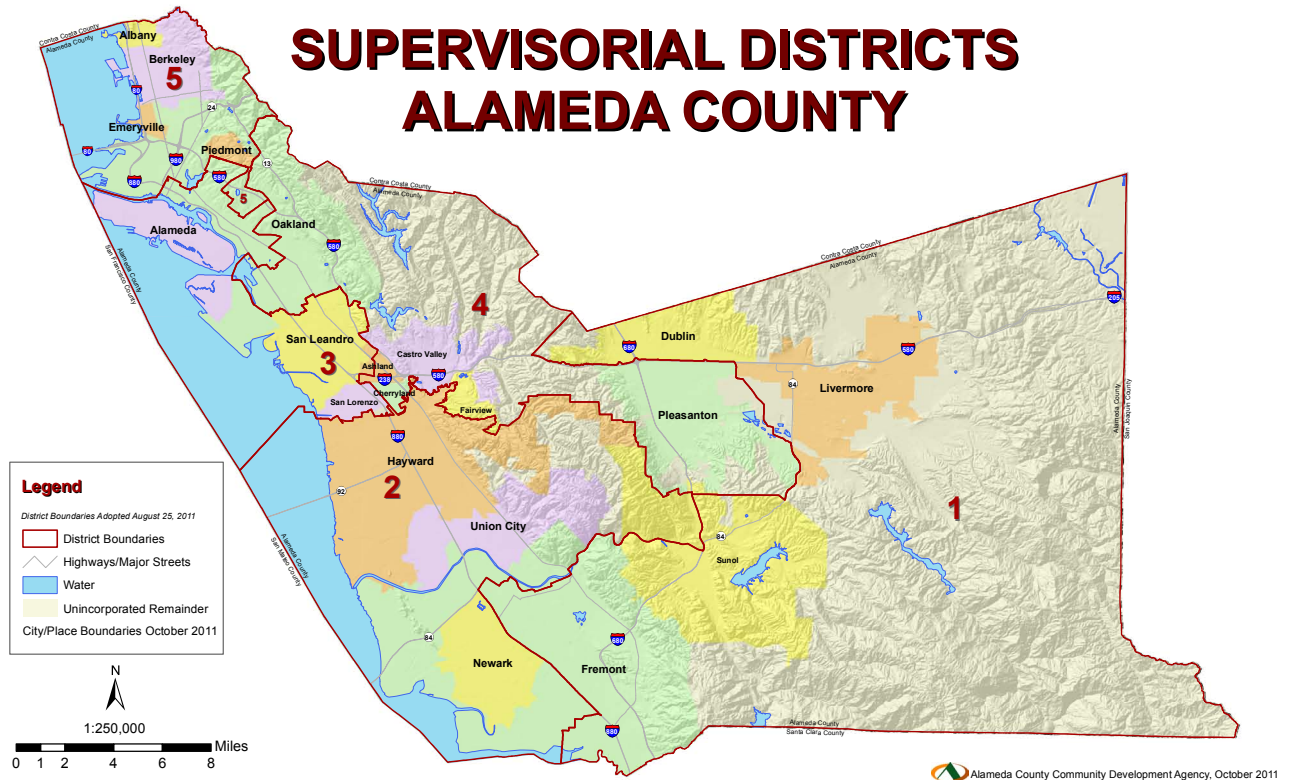 SUPERVISORIAL DISTRICTS
ALAMEDA COUNTY
Contra Costa County
Alameda County
Albany
Berkeley
5
80
24
Emeryville
80
Piedmont
980
13
580
880
5
Contra Costa County
Alameda County
Oakland
Alameda
580
Alameda County
San Francisco County
Contra Costa County
Alameda County
205
4
San Leandro
3
Dublin
680
580
Castro Valley
Ashland
238
580
Cherryland
San Lorenzo
Fairview
84
Livermore
Pleasanton
Alameda County
San Joaquin County
880
Hayward
2
92
Union City
1
84
Sunol
Alameda County
San Mateo County
84
680
Newark
Fremont
880
Alameda County
Santa Clara County
Legend
District Boundaries Adopted August 25, 2011
District Boundaries
Highways/Major Streets
Water
Unincorporated Remainder
City/Place Boundaries October 2011
N
1:250,000
Miles
0 1 2 4 6 8
Alameda County Community Development Agency, October 2011